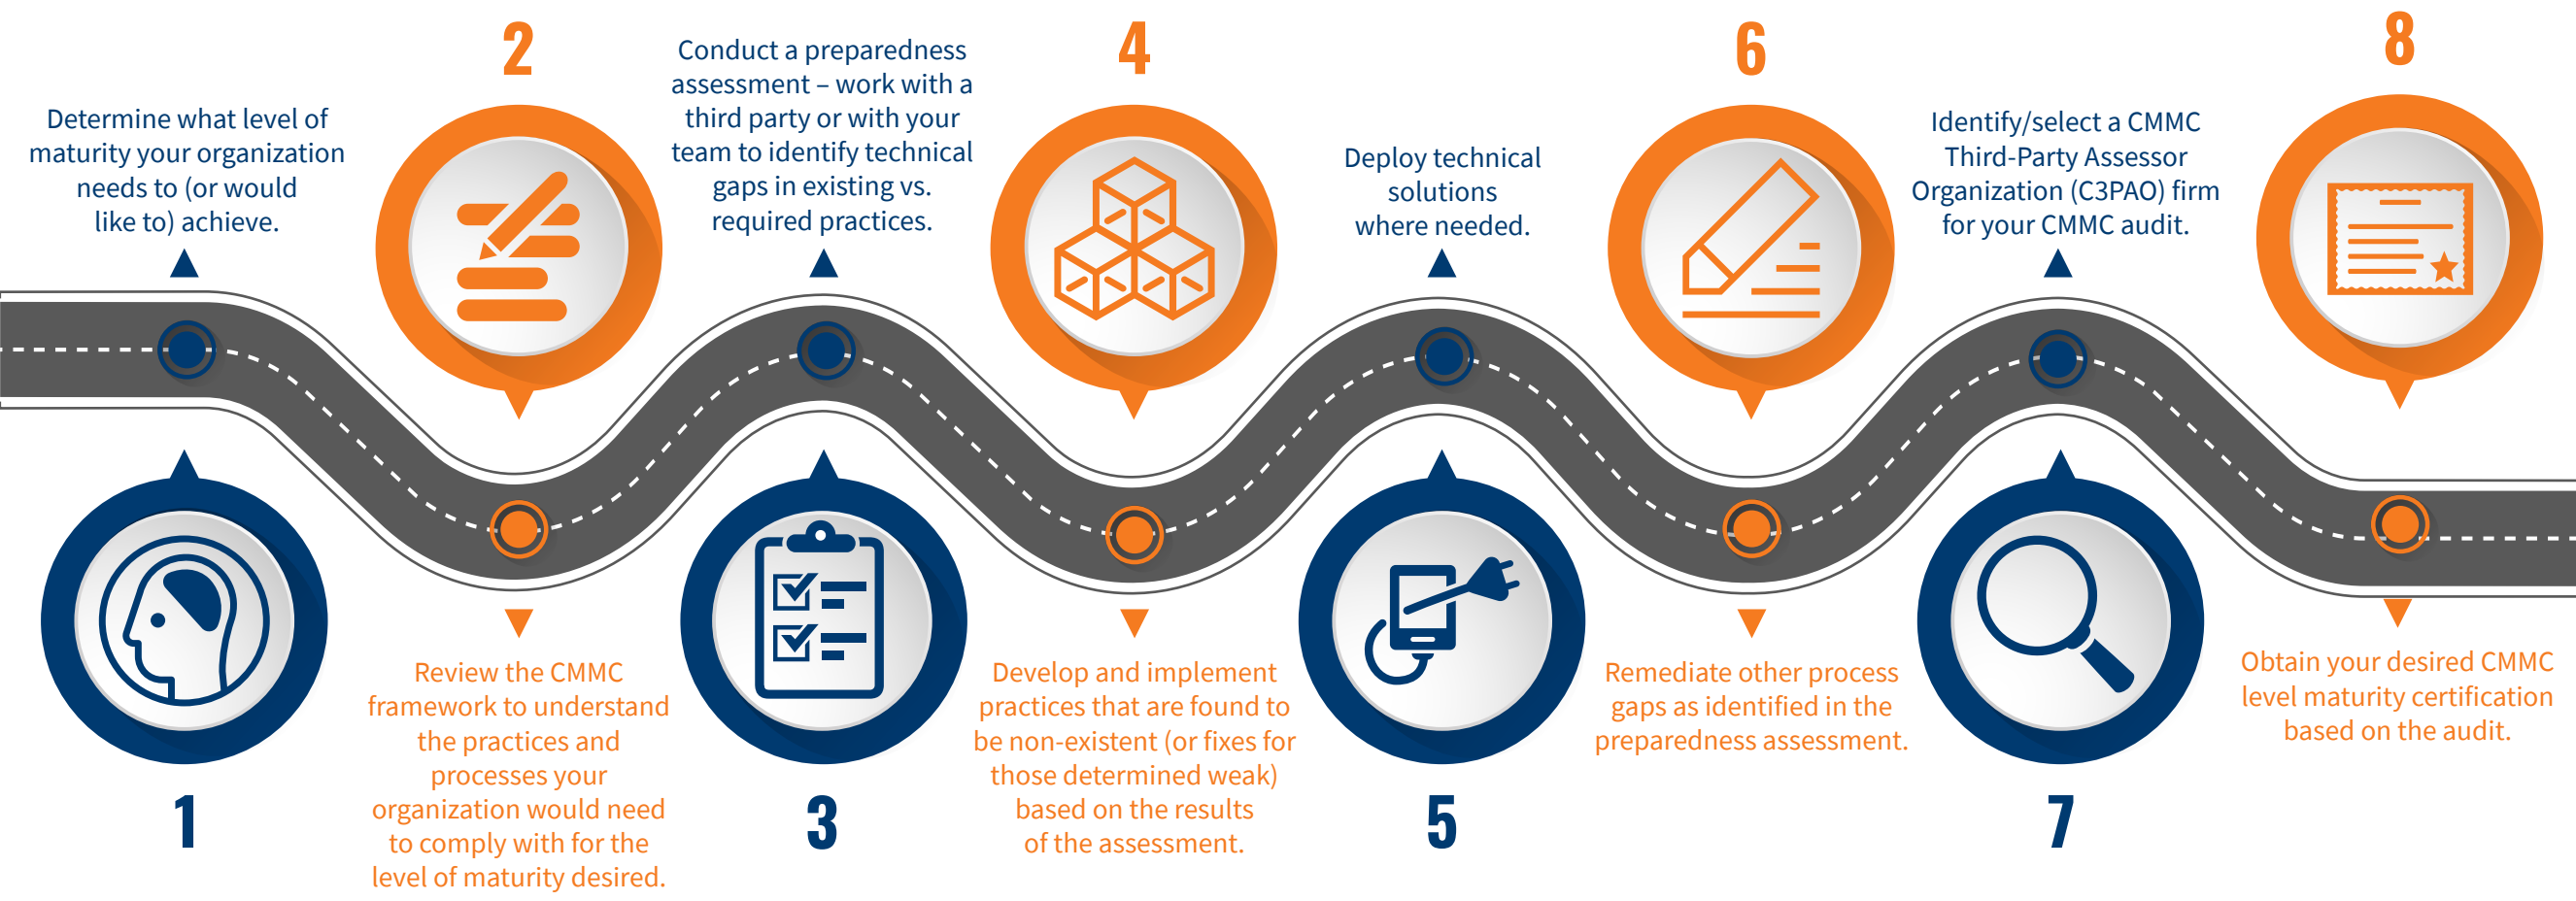 1
Determine what level of
maturity your organization
needs to (or would
like to) achieve.
2
Review the CMMC
framework to understand
the practices and
processes your
organization would need
to comply with for the
level of maturity desired.
3
Conduct a preparedness
assessment – work with a
third party or with your
team to identify technical
gaps in existing vs.
required practices.
4
Develop and implement
practices that are found to
be non-existent (or fixes for
those determined weak)
based on the results
of the assessment.
5
Deploy technical
solutions
where needed.
6
Remediate other process
gaps as identified in the
preparedness assessment.
7
Identify/select a CMMC
Third-Party Assessor
Organization (C3PAO) firm
for your CMMC audit.
8
Obtain your desired CMMC
level maturity certification
based on the audit.